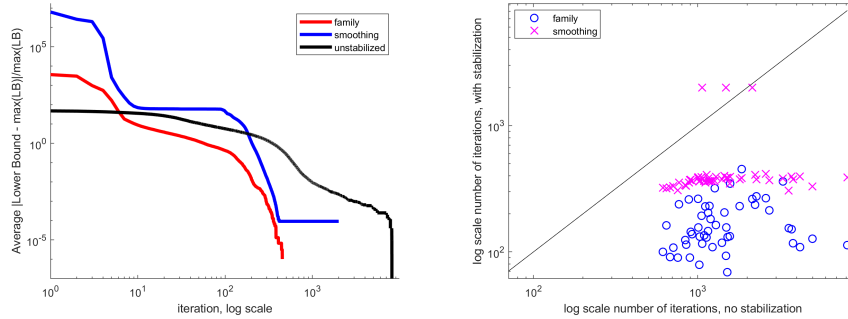 family
smoothing
unstabilized
10^5
10^0
10^-5
Average |Lower Bound - max(LB)|/max(LB)
10^0
10^1
10^2
10^3
iteration, log scale
family
smoothing
10^3
10^2
log scale number of iterations, with stabilization
10^2
10^3
log scale number of iterations, no stabilization